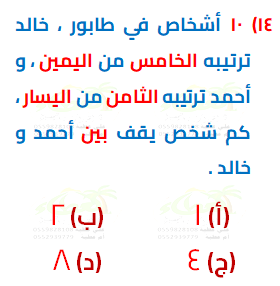 ١٤) ١٠ أشخاص في طابور ، خالد
ترتيبه الخامس من اليمين ، و
أحمد ترتيبه الثامن من اليسار ،
كم شخص يقف بين أحمد و
خالد .
(أ) ١ (ب) ٢
(ج) ٤ (د) ٨